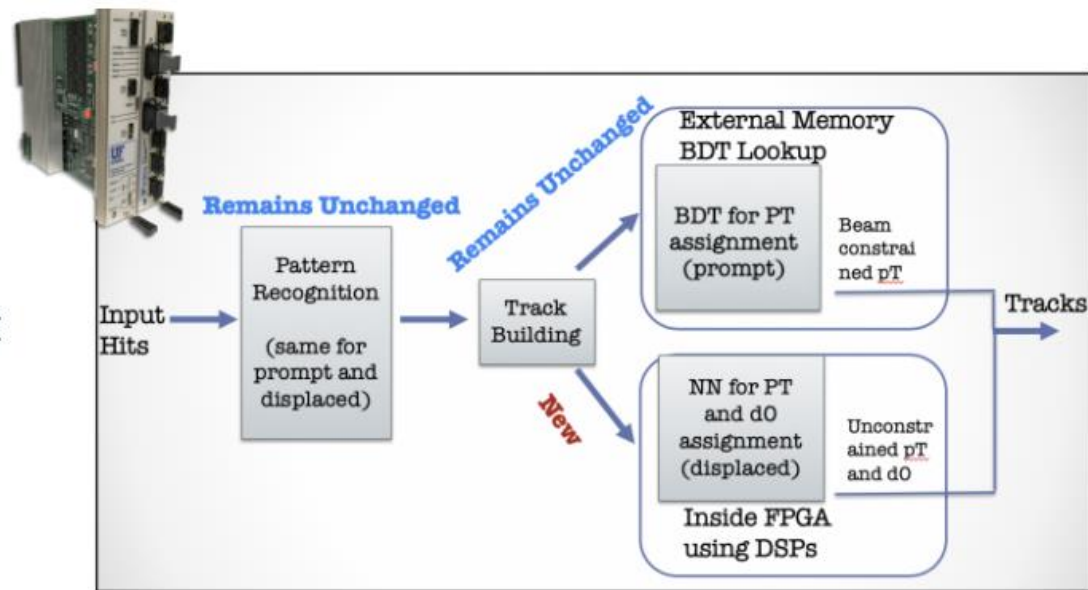 UF
Input
Hits
Remains Unchanged
Pattern
Recognition
(same for
prompt and
displaced)
Remains Unchanged
Track
Building
New
External Memory
BDT Lookup
BDT for PT
assignment
(prompt)
Beam
constrai
ned pT
NN for PT
and d0
assignment
(displaced)
Unconstr
ained pT
and d0
Inside FPGA
using DSPs
Tracks